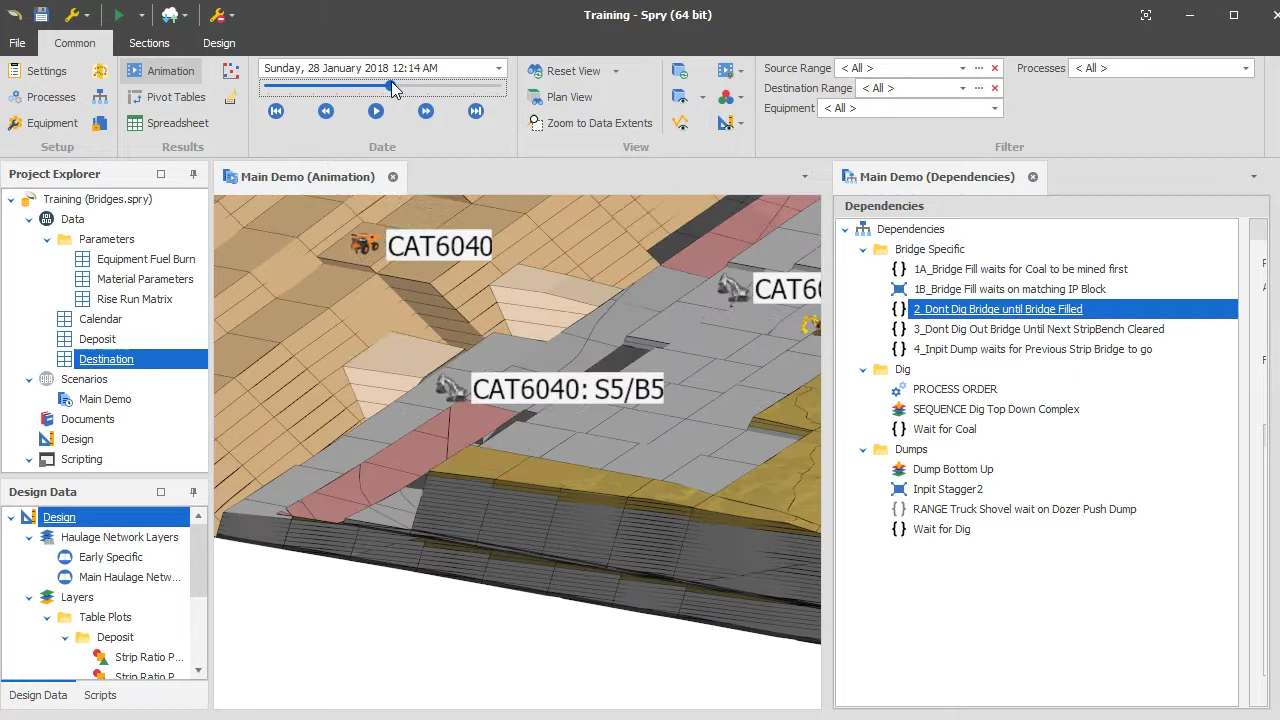 Training - Spry (64 bit)
File
Common
Sections
Design
Settings
Processes
Equipment
Setup
Animation
Pivot Tables
Spreadsheet
Results
Sunday, 28 January 2018 12:14 AM
Date
Reset View
Plan View
Zoom to Data Extents
View
Source Range < All >
Destination Range < All >
Equipment < All >
Processes: < All >
Filter
Project Explorer
Training (Bridges.spry)
Data
Parameters
Equipment Fuel Burn
Material Parameters
Rise Run Matrix
Calendar
Deposit
Destination
Scenarios
Main Demo
Documents
Design
Scripting
Design Data
Design
Haulage Network Layers
Early Specific
Main Haulage Netw...
Layers
Table Plots
Deposit
Strip Ratio P...
Strip Ratio P...
Design Data
Scripts
Main Demo (Animation)
CAT6040
CAT60
CAT6040: S5/B5
Main Demo (Dependencies)
Dependencies
Dependencies
Bridge Specific
1A_Bridge Fill waits for Coal to be mined first
1B_Bridge Fill waits on matching IP Block
2_Dont Dig Bridge until Bridge Filled
3_Dont Dig Out Bridge Until Next StripBench Cleared
4_Inpit Dump waits for Previous Strip Bridge to go
Dig
PROCESS ORDER
SEQUENCE Dig Top Down Complex
Wait for Coal
Dumps
Dump Bottom Up
Inpit Stagger2
RANGE Truck Shovel wait on Dozer Push Dump
Wait for Dig